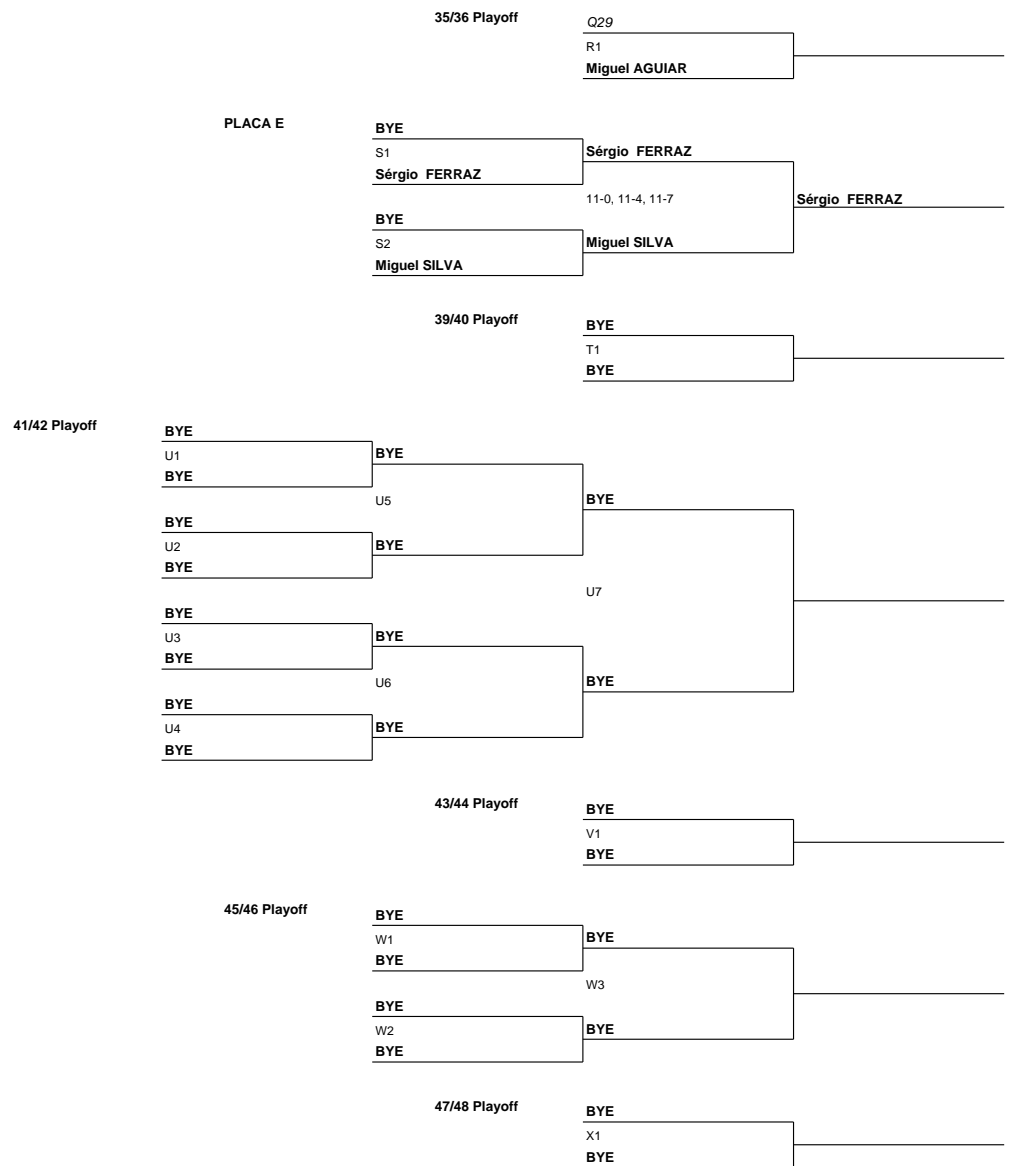 35/36 Playoff
Q29
R1
Miguel AGUIAR
PLACA E
BYE
S1
Sérgio FERRAZ
Sérgio FERRAZ
11-0, 11-4, 11-7
Sérgio FERRAZ
BYE
S2
Miguel SILVA
Miguel SILVA
39/40 Playoff
BYE
T1
BYE
41/42 Playoff
BYE
U1
BYE
BYE
U5
BYE
BYE
U2
BYE
BYE
U7
BYE
U3
BYE
BYE
U6
BYE
BYE
U4
BYE
BYE
43/44 Playoff
BYE
V1
BYE
45/46 Playoff
BYE
W1
BYE
BYE
W3
BYE
W2
BYE
BYE
47/48 Playoff
BYE
X1
BYE